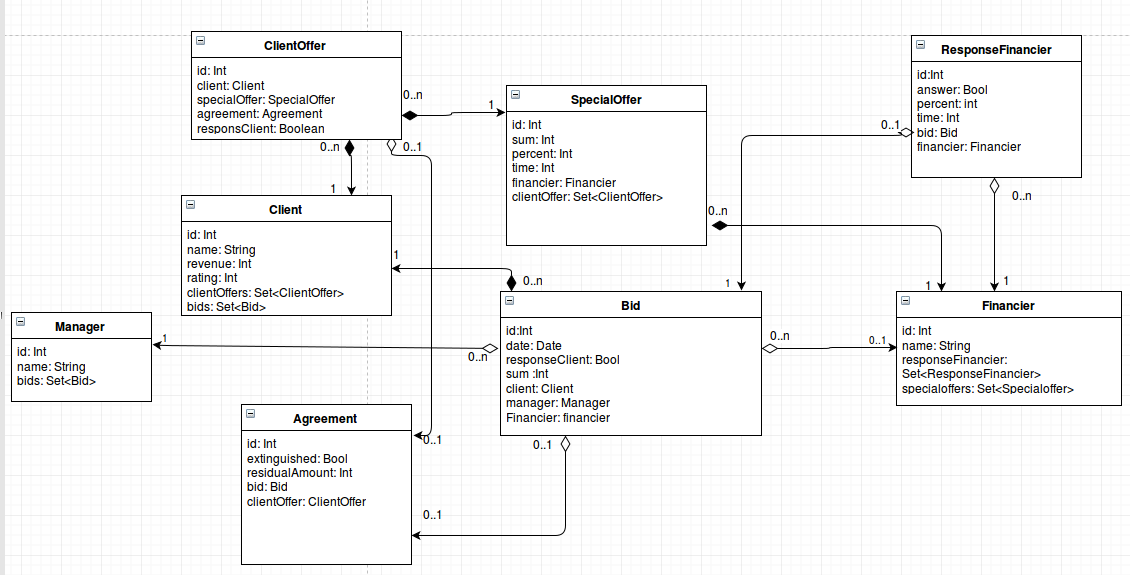 ClientOffer
id: Int
client: Client
specialOffer: SpecialOffer
agreement: Agreement
responsClient: Boolean
0..n
1
0..n
0..1
1
SpecialOffer
id: Int
sum: Int
percent: Int
time: Int
financier: Financier
clientOffer: Set<ClientOffer>
0..n
1
ResponseFinancier
id:Int
answer: Bool
percent: int
time: Int
bid: Bid
financier: Financier
0..1
1
0..n
1
Client
id: Int
name: String
revenue: Int
rating: Int
clientOffers: Set<ClientOffer>
bids: Set<Bid>
1
0..n
Manager
id: Int
name: String
bids: Set<Bid>
1
0..n
Bid
id:Int
date: Date
responseClient: Bool
sum :Int
client: Client
manager: Manager
Financier: financier
0..n
0..1
Financier
id: Int
name: String
responseFinancier:
Set<ResponseFinancier>
specialoffers: Set<Specialoffer>
Agreement
id: Int
extinguished: Bool
residualAmount: Int
bid: Bid
clientOffer: ClientOffer
0..1
0..1
0..1